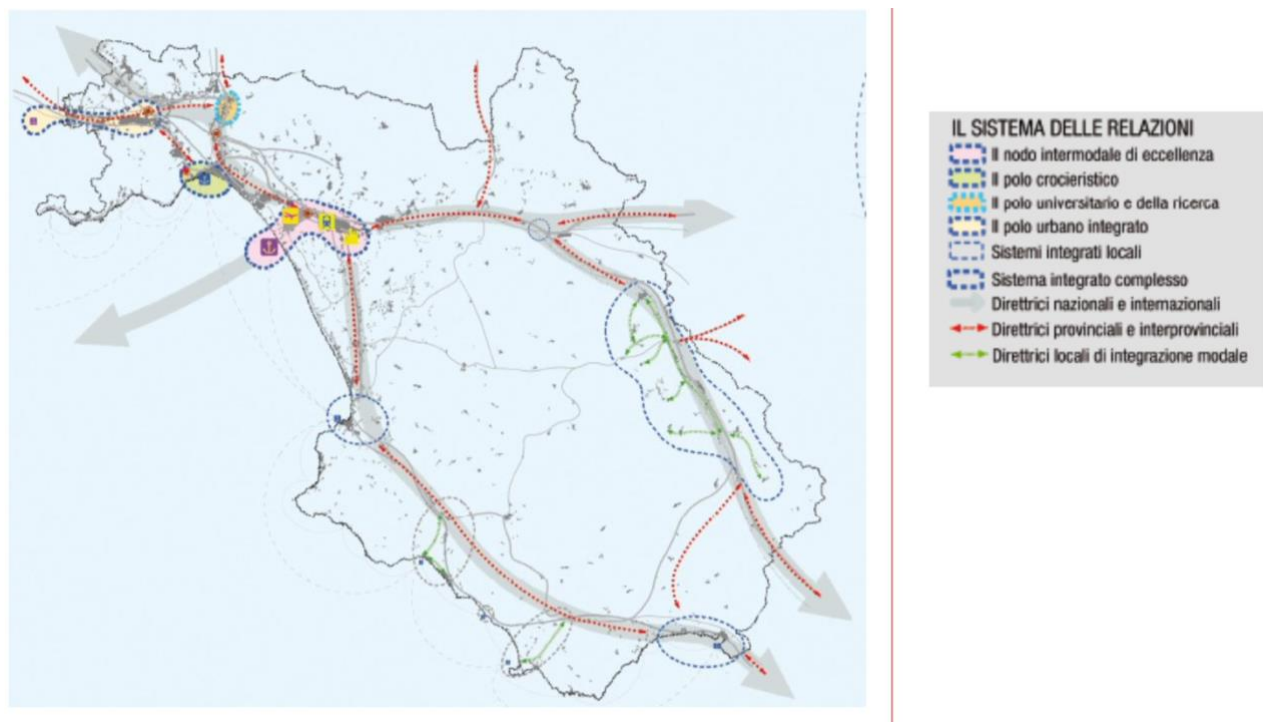 IL SISTEMA DELLE RELAZIONI
Il nodo intermodale di eccellenza
Il polo crocieristico
Il polo universitario e della ricerca
Il polo urbano integrato
Sistemi integrati locali
Sistema integrato complesso
Direttrici nazionali e internazionali
Direttrici provinciali e interprovinciali
Direttrici locali di integrazione modale